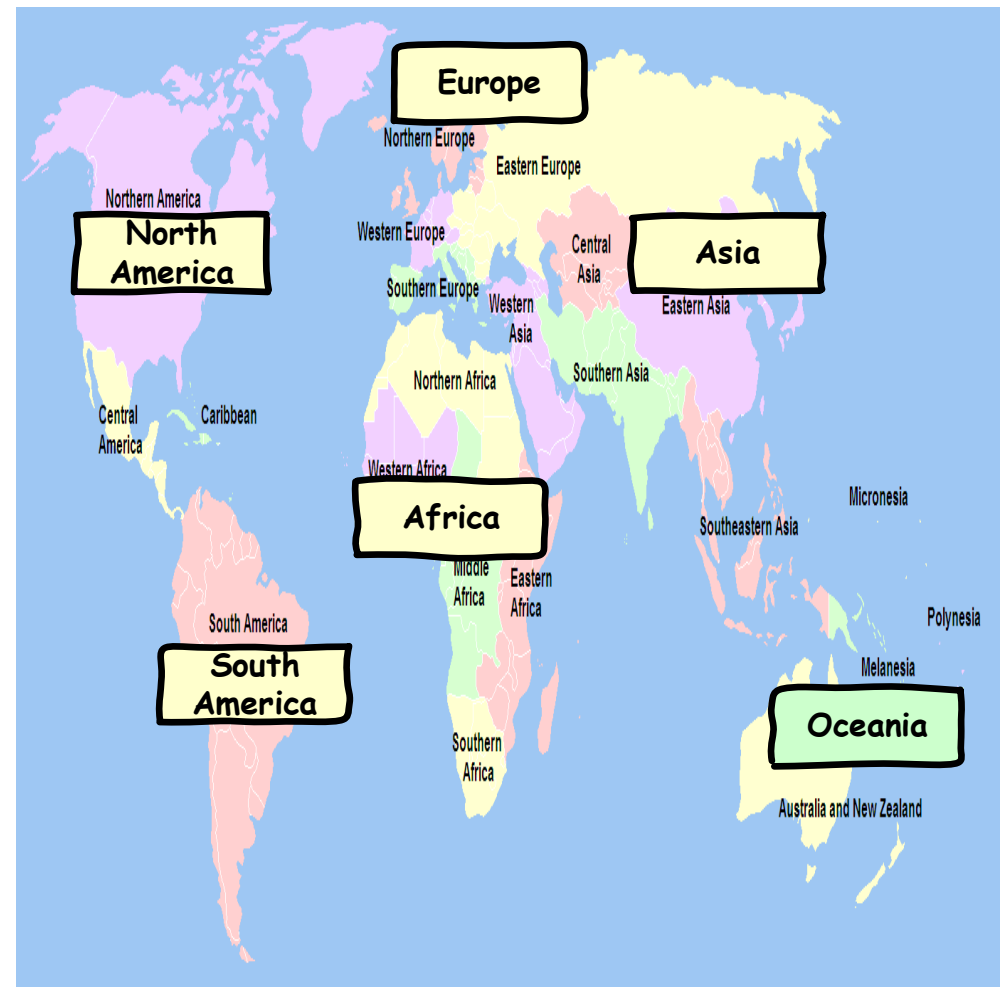 Europe
Northern Europe
Eastern Europe
Northern America
North
America
Western Europe
Central
Asia
Asia
Southern Europe
Western
Asia
Eastern Asia
Northern Africa
Southern Asia
Central
America
Caribbean
Western Africa
Africa
Micronesia
Southeastern Asia
Middle
Africa
Eastern
Africa
South America
South
America
Polynesia
Melanesia
Oceania
Southern
Africa
Australia and New Zealand